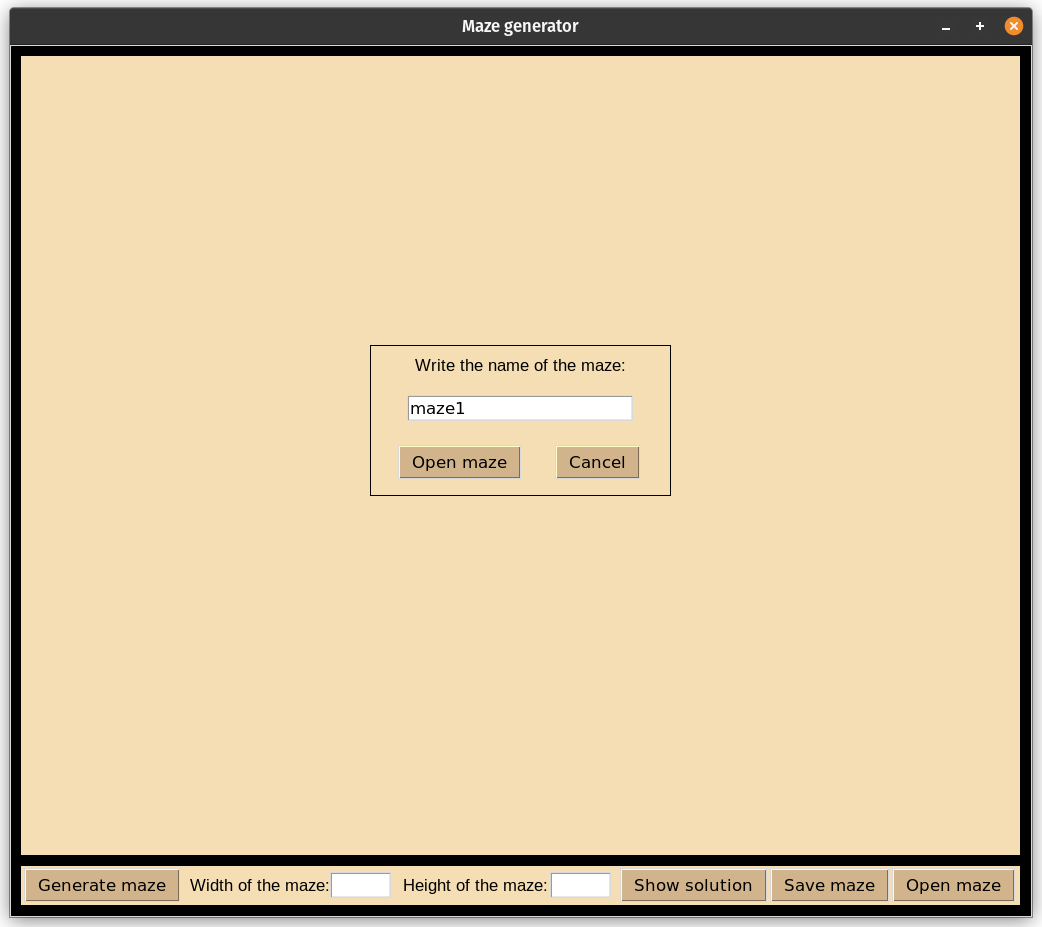 Maze generator
Write the name of the maze:
maze1
Open maze Cancel
Generate maze Width of the maze: Height of the maze: Show solution Save maze Open maze